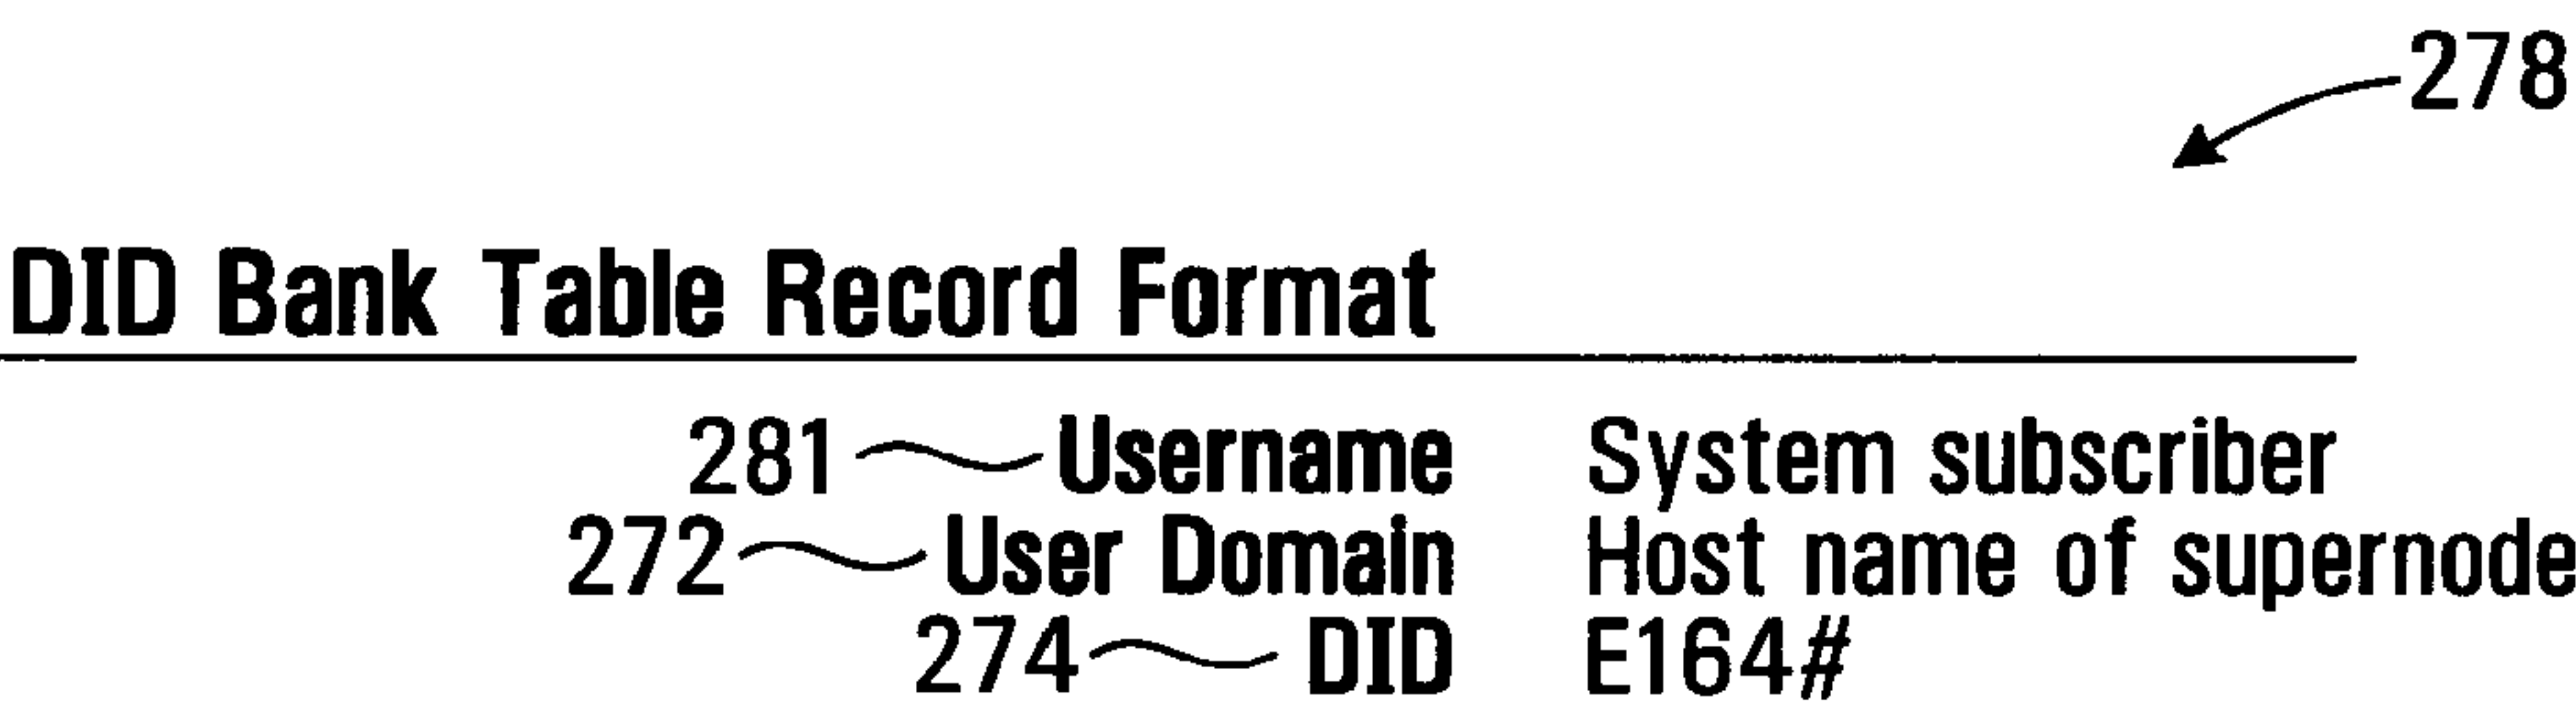 278
DID Bank Table Record Format
281 Username System subscriber
272 User Domain Host name of supernode
274 DID E164#